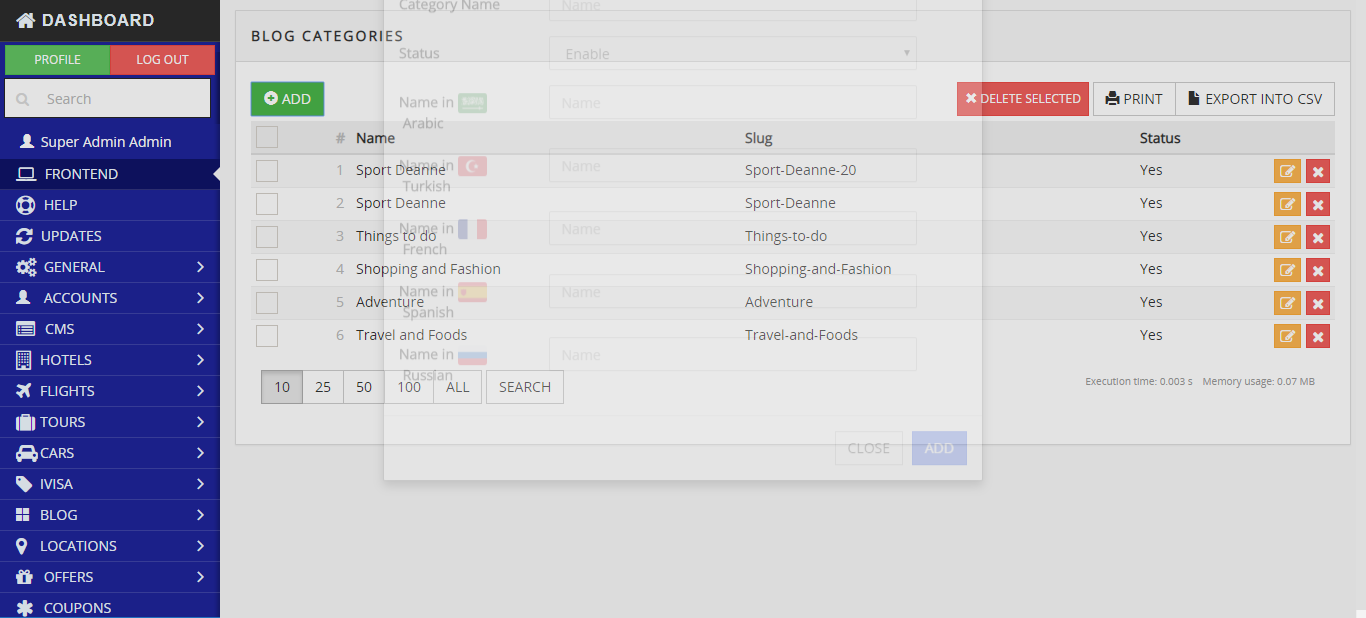 DASHBOARD
PROFILE LOG OUT
Search
Super Admin Admin
FRONTEND
HELP
UPDATES
GENERAL
ACCOUNTS
CMS
HOTELS
FLIGHTS
TOURS
CARS
IVISA
BLOG
LOCATIONS
OFFERS
COUPONS
BLOG CATEGORIES
ADD
DELETE SELECTED PRINT EXPORT INTO CSV
# Name Slug Status
1 Sport Deanne Sport-Deanne-20 Yes
2 Sport Deanne Sport-Deanne Yes
3 Things to do Things-to-do Yes
4 Shopping and Fashion Shopping-and-Fashion Yes
5 Adventure Adventure Yes
6 Travel and Foods Travel-and-Foods Yes
10 25 50 100 ALL SEARCH
Execution time: 0.003 s Memory usage: 0.07 MB
Category Name Name
Status Enable
Name in Name
Arabic
Name in Name
Turkish
Name in Name
French
Name in Name
Spanish
Name in Name
Russian
CLOSE ADD